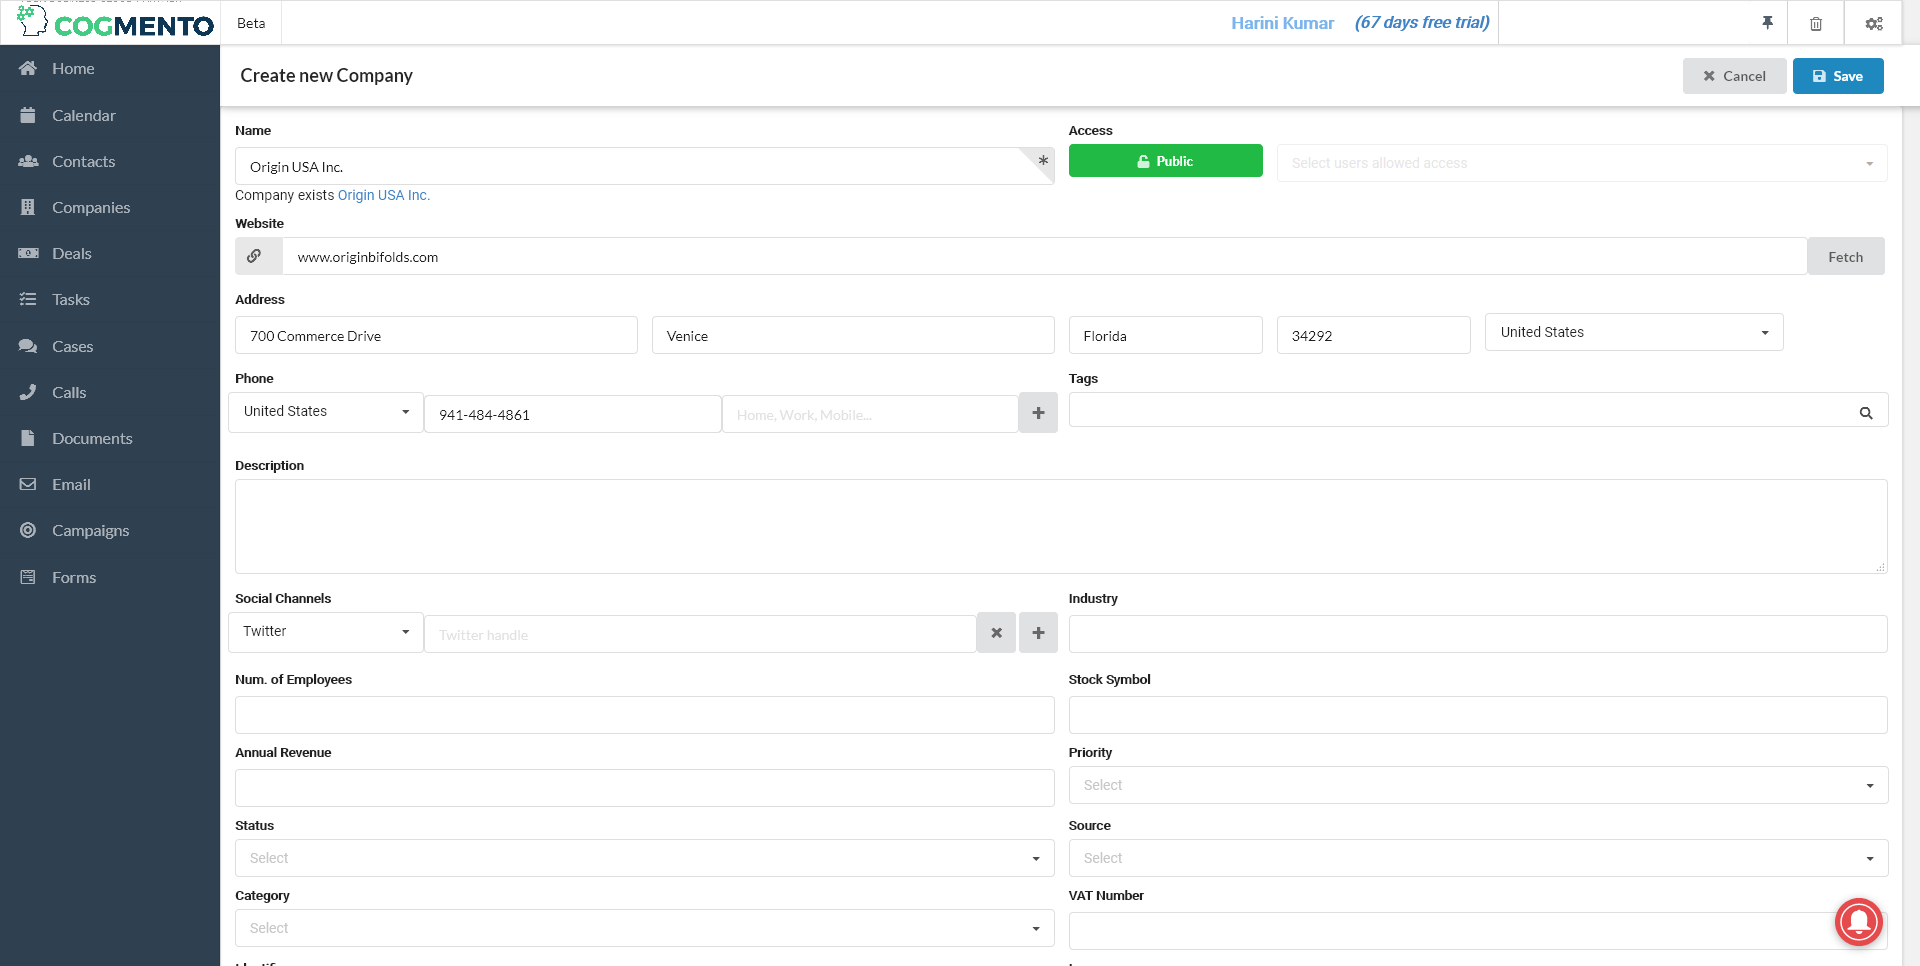 COGMENTO
Beta
Harini Kumar (67 days free trial)
Home
Calendar
Contacts
Companies
Deals
Tasks
Cases
Calls
Documents
Email
Campaigns
Forms
Create new Company
Cancel
Save
Name
Access
Origin USA Inc.
*
Public
Select users allowed access
Company exists Origin USA Inc.
Website
www.originbifolds.com
Fetch
Address
700 Commerce Drive
Venice
Florida
34292
United States
Phone
Tags
United States
941-484-4861
Home, Work, Mobile...
Description
Social Channels
Industry
Twitter
Twitter handle
Num. of Employees
Stock Symbol
Annual Revenue
Priority
Select
Status
Source
Select
Select
Category
VAT Number
Select